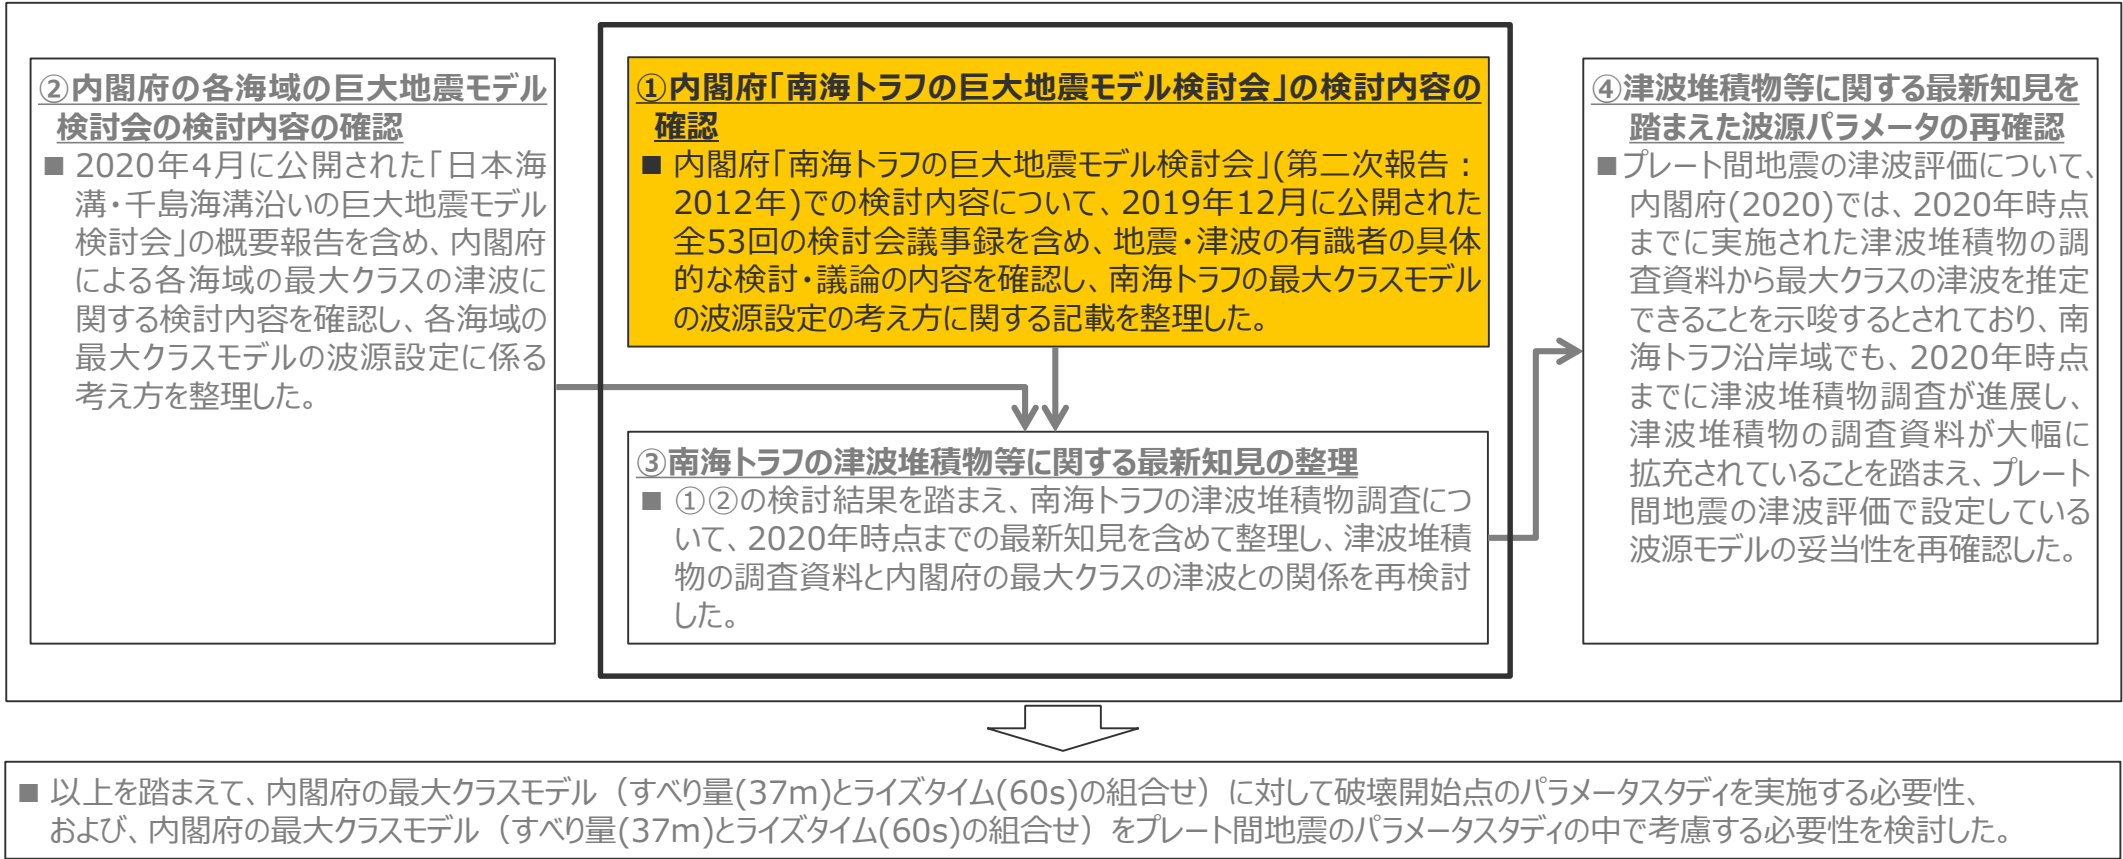 ②内閣府の各海域の巨大地震モデル
検討会の検討内容の確認
■ 2020年4月に公開された「日本海
溝・千島海溝沿いの巨大地震モデル
検討会」の概要報告を含め、内閣府
による各海域の最大クラスの津波に
関する検討内容を確認し、各海域の
最大クラスモデルの波源設定に係る
考え方を整理した。
①内閣府「南海トラフの巨大地震モデル検討会」の検討内容の
確認
■ 内閣府「南海トラフの巨大地震モデル検討会」(第二次報告：
2012年)での検討内容について、2019年12月に公開された
全53回の検討会議事録を含め、地震・津波の有識者の具体
的な検討・議論の内容を確認し、南海トラフの最大クラスモデル
の波源設定の考え方に関する記載を整理した。
③南海トラフの津波堆積物等に関する最新知見の整理
■ ①②の検討結果を踏まえ、南海トラフの津波堆積物調査につ
いて、2020年時点までの最新知見を含めて整理し、津波堆積
物の調査資料と内閣府の最大クラスの津波との関係を再検討
した。
④津波堆積物等に関する最新知見を
踏まえた波源パラメータの再確認
■プレート間地震の津波評価について、
内閣府(2020)では、2020年時点
までに実施された津波堆積物の調
査資料から最大クラスの津波を推定
できることを示唆するとされており、南
海トラフ沿岸域でも、2020年時点
までに津波堆積物調査が進展し、
津波堆積物の調査資料が大幅に
拡充されていることを踏まえ、プレート
間地震の津波評価で設定している
波源モデルの妥当性を再確認した。
■ 以上を踏まえて、内閣府の最大クラスモデル（すべり量(37m)とライズタイム(60s)の組合せ）に対して破壊開始点のパラメータスタディを実施する必要性、
および、内閣府の最大クラスモデル（すべり量(37m)とライズタイム(60s)の組合せ）をプレート間地震のパラメータスタディの中で考慮する必要性を検討した。